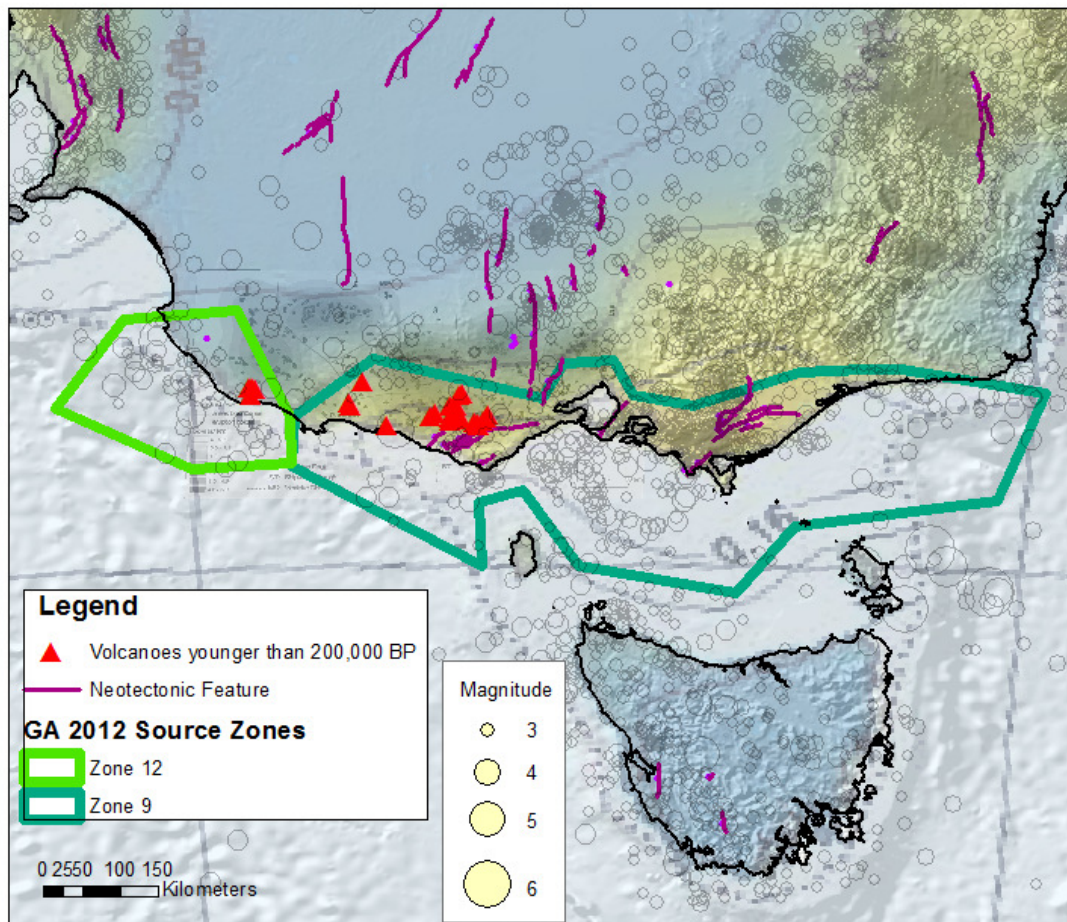 Legend
Volcanoes younger than 200,000 BP
Neotectonic Feature
GA 2012 Source Zones
Zone 12
Zone 9
0 2550 100 150
Kilometers
Magnitude
3
4
5
6